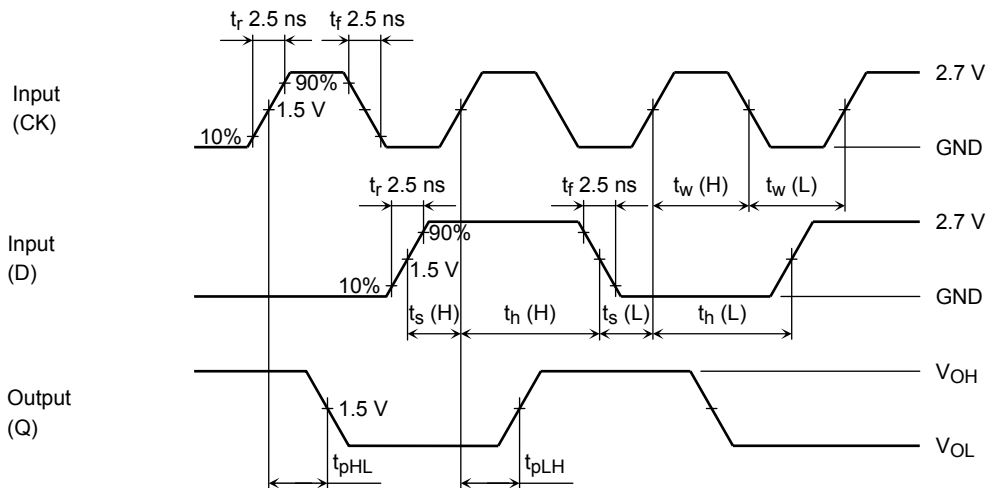 tr 2.5 ns
tf 2.5 ns
Input
(CK)
90%
1.5 V
10%
2.7 V
GND
tw (H)
tw (L)
tr 2.5 ns
tf 2.5 ns
Input
(D)
90%
1.5 V
10%
2.7 V
GND
ts (H)
th (H)
ts (L)
th (L)
Output
(Q)
1.5 V
VOH
VOL
tpHL
tpLH